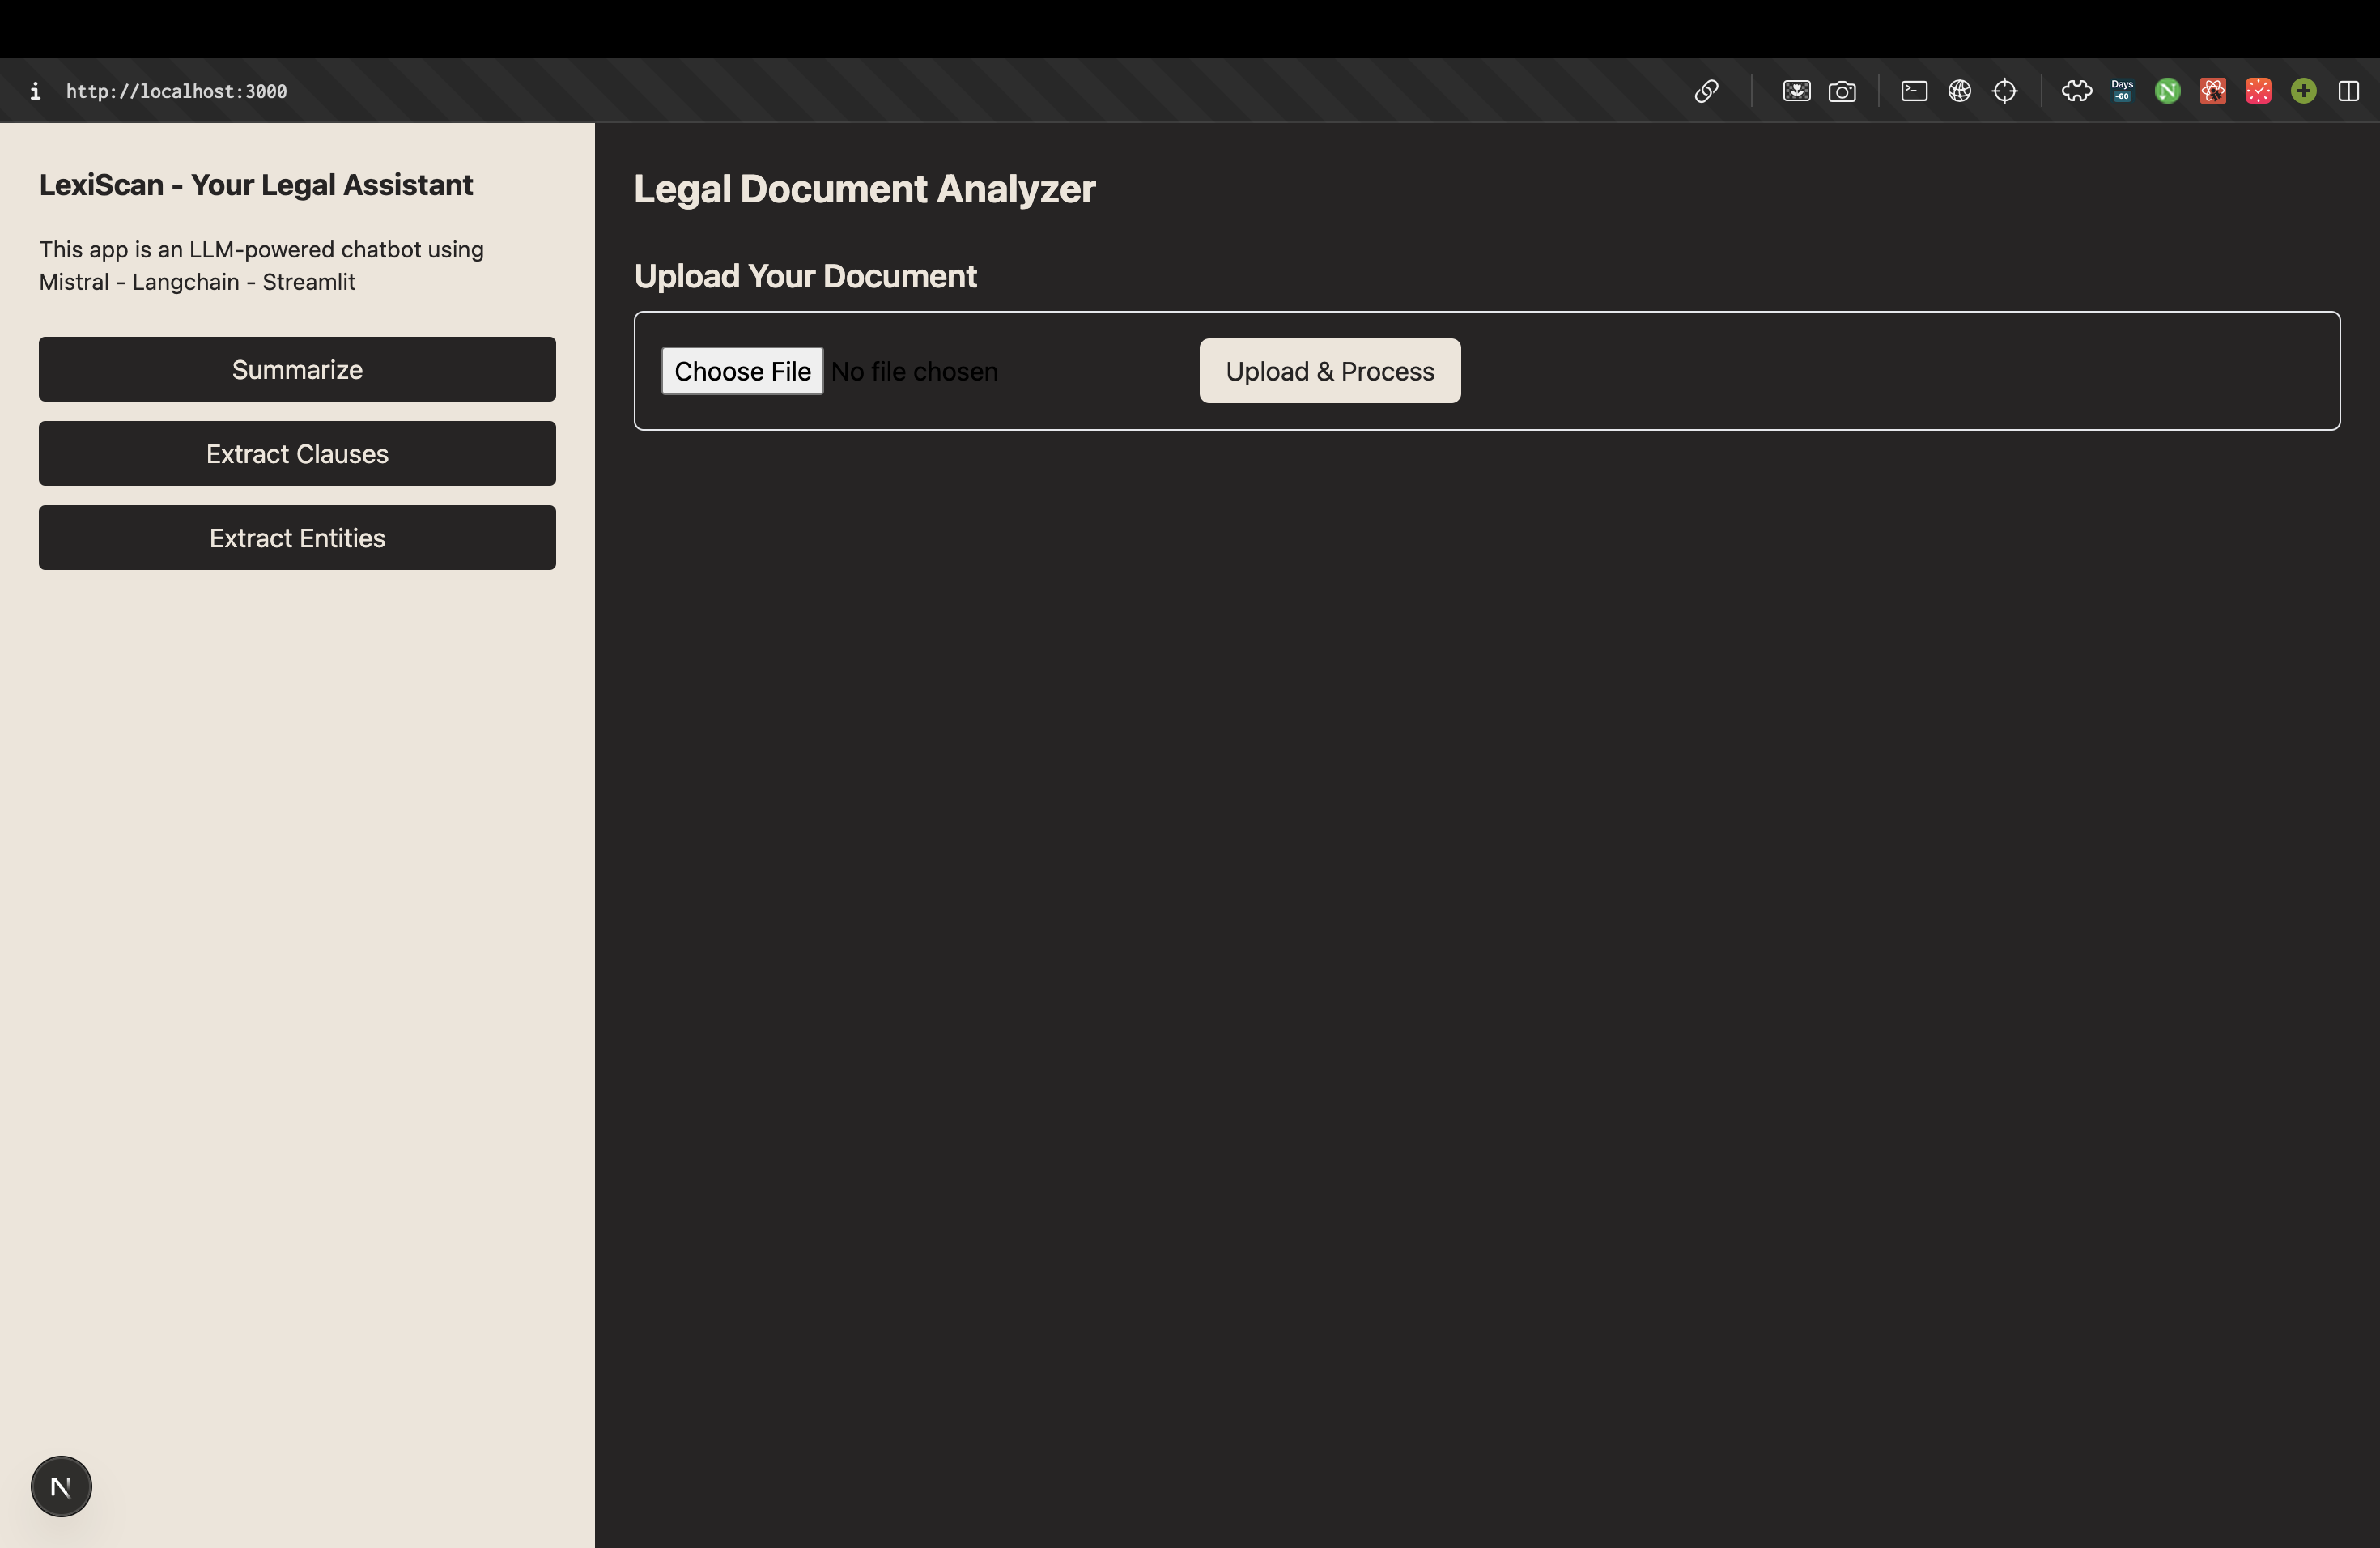 i http://localhost:3000
Days
-60
N
LexiScan - Your Legal Assistant
This app is an LLM-powered chatbot using
Mistral - Langchain - Streamlit
Summarize
Extract Clauses
Extract Entities
N
Legal Document Analyzer
Upload Your Document
Choose File No file chosen
Upload & Process